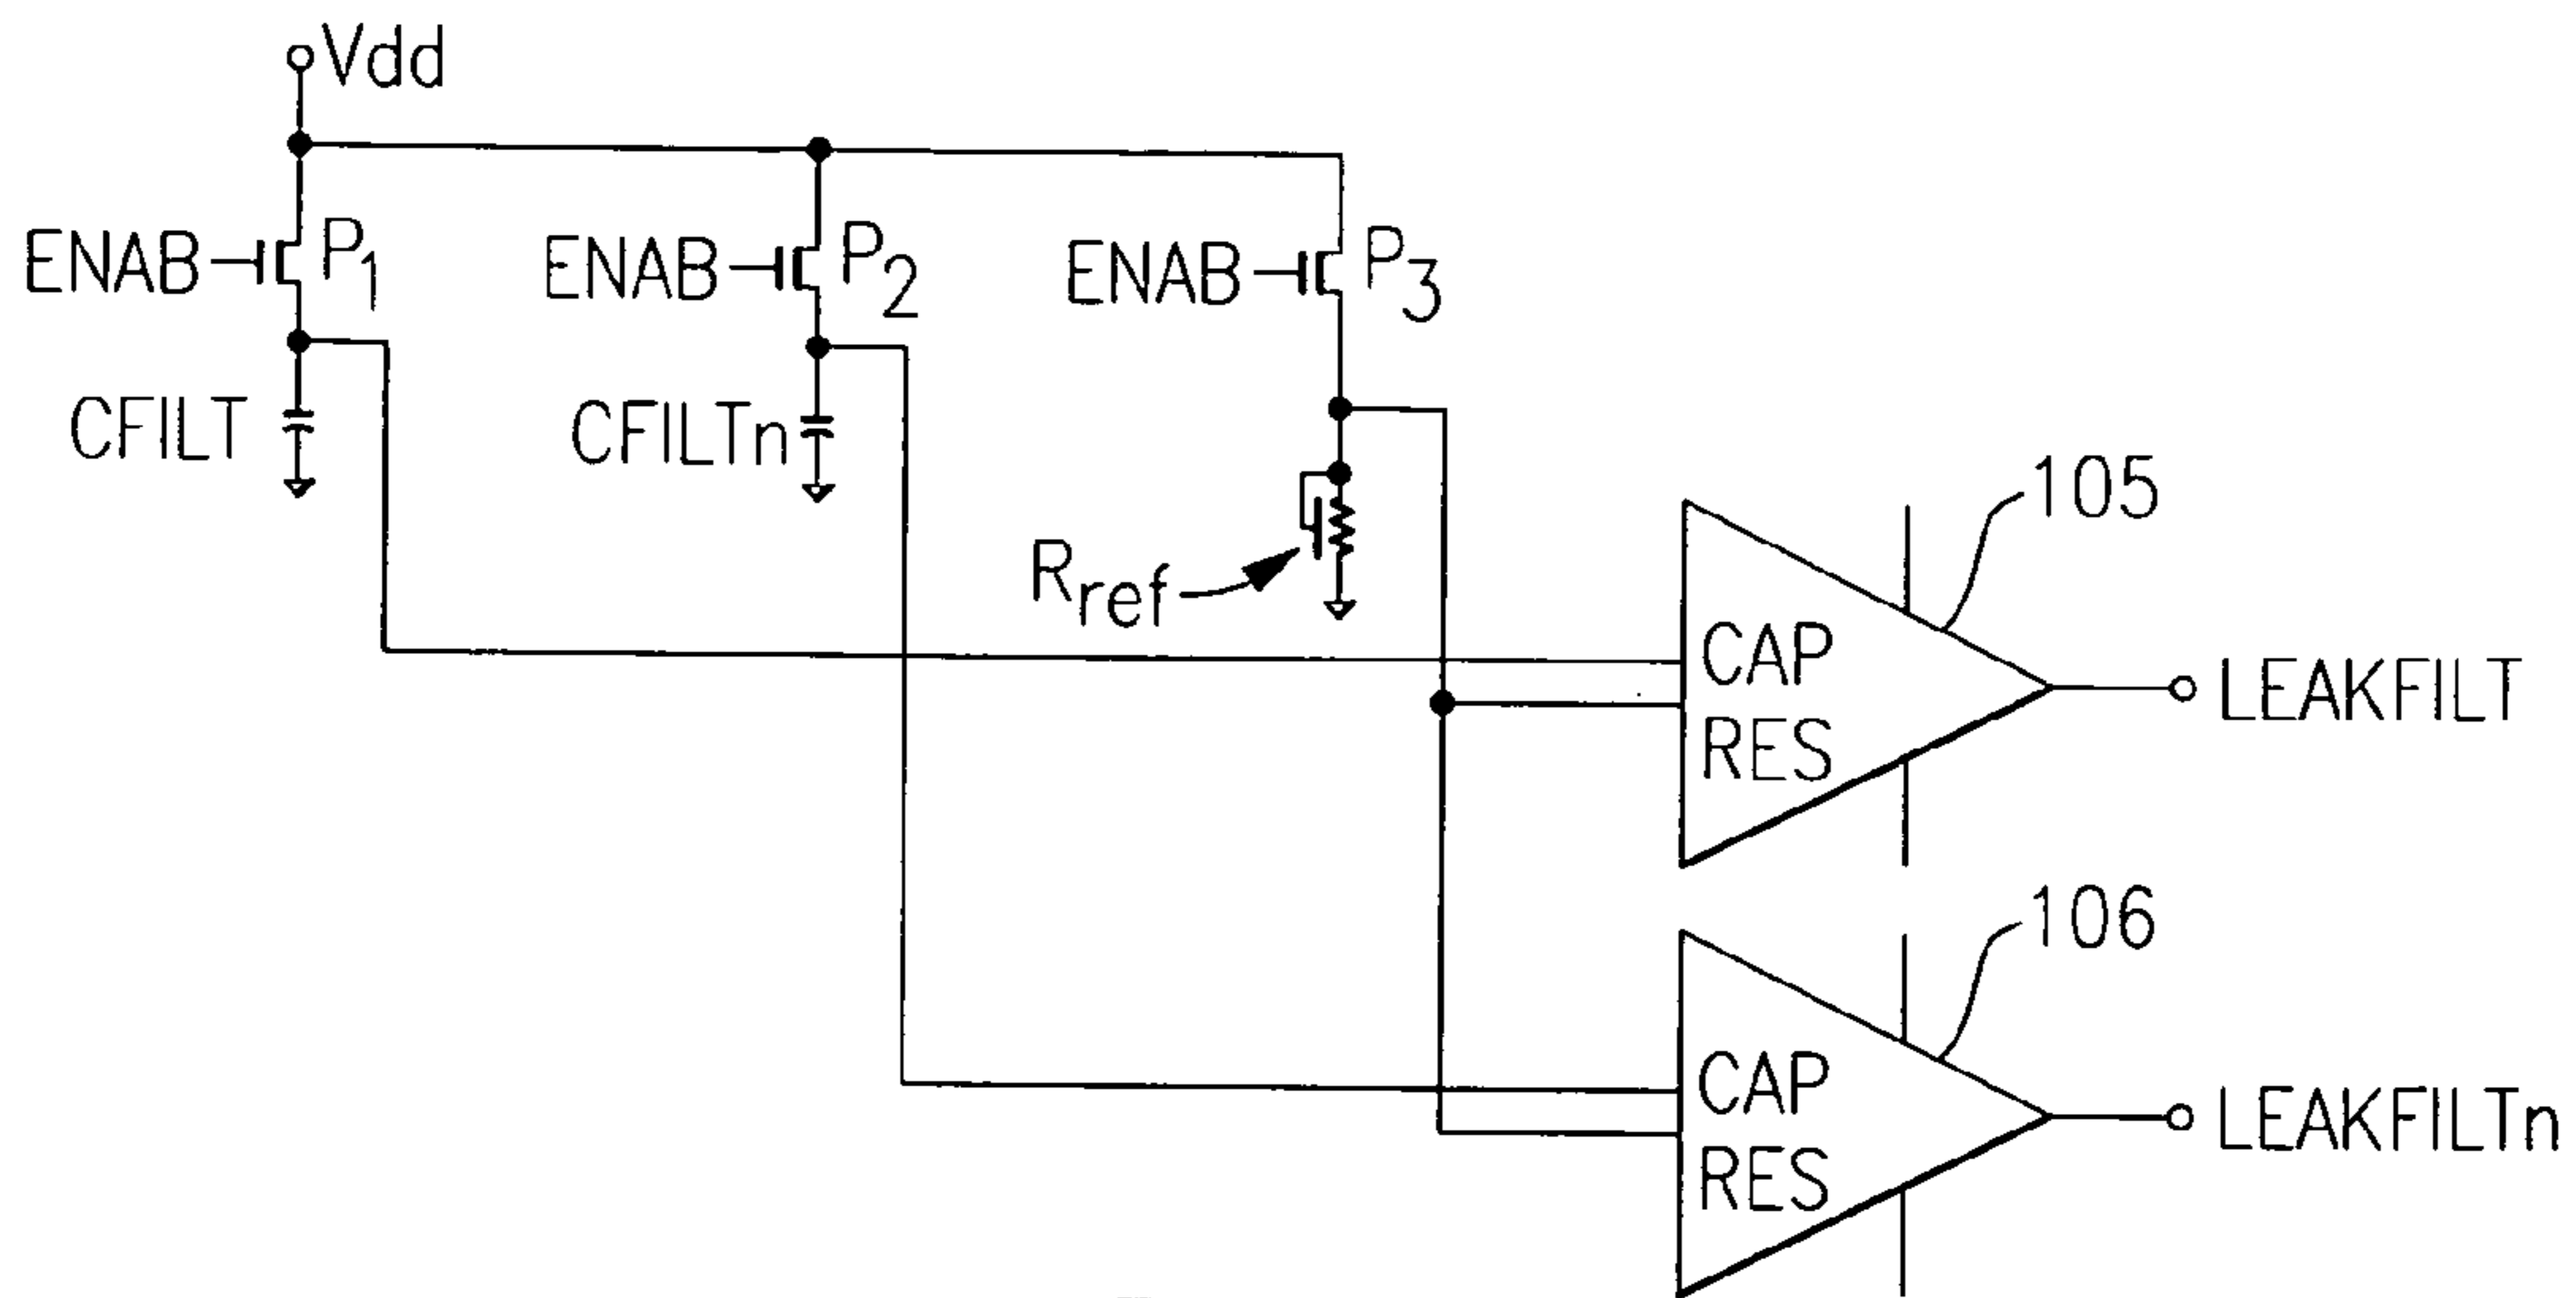 Vdd
ENAB P1
ENAB P2
ENAB P3
CFILT
CFILTn
Rref
105
CAP
RES
LEAKFILT
106
CAP
RES
LEAKFILTn